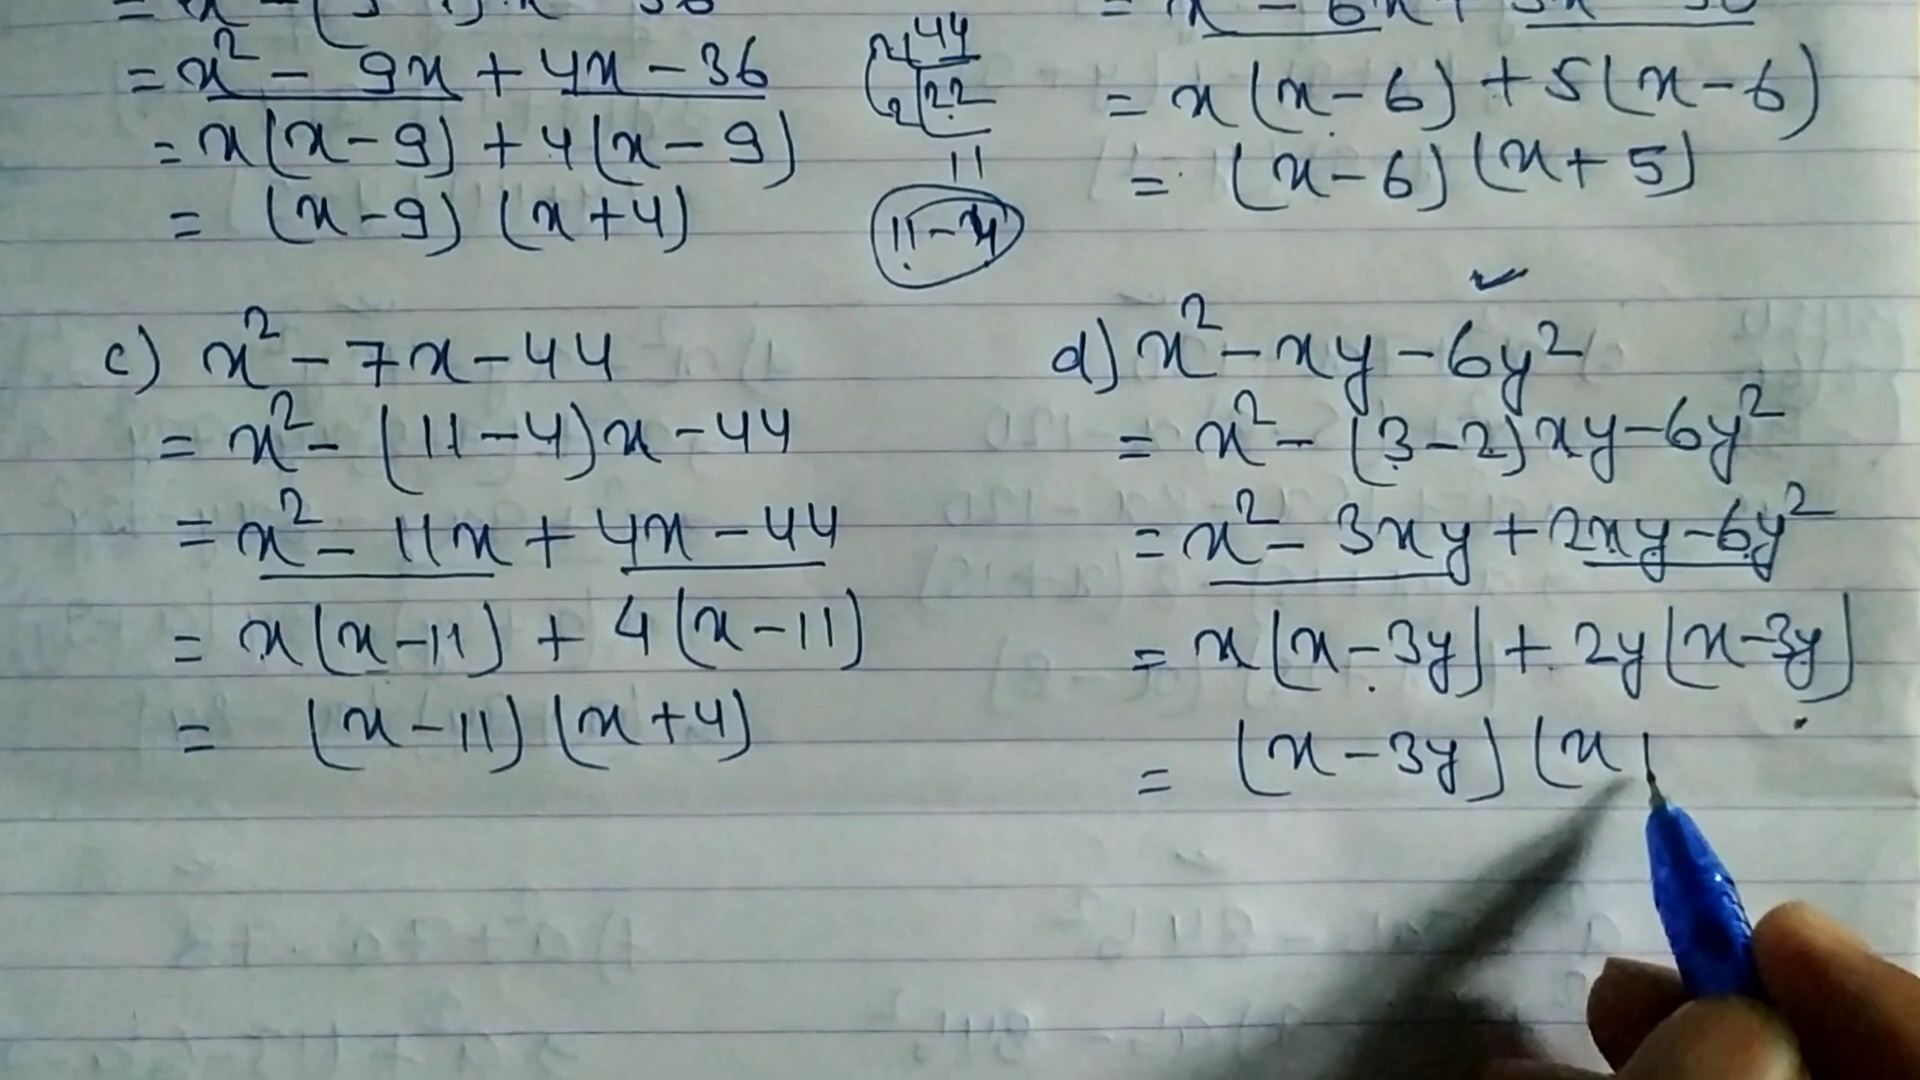 = x² - 9x + 4x - 36
= x(x-9) + 4(x-9)
= (x-9) (x+4)
2 44
2 22
11
11-4
= x(x-6) + 5(x-6)
= (x-6) (x+5)
c) x² - 7x - 44
= x² - (11-4)x - 44
= x² - 11x + 4x - 44
= x(x-11) + 4(x-11)
= (x-11) (x+4)
d) x² - xy - 6y²
= x² - (3-2)xy - 6y²
= x² - 3xy + 2xy - 6y²
= x(x-3y) + 2y(x-3y)
= (x-3y) (x